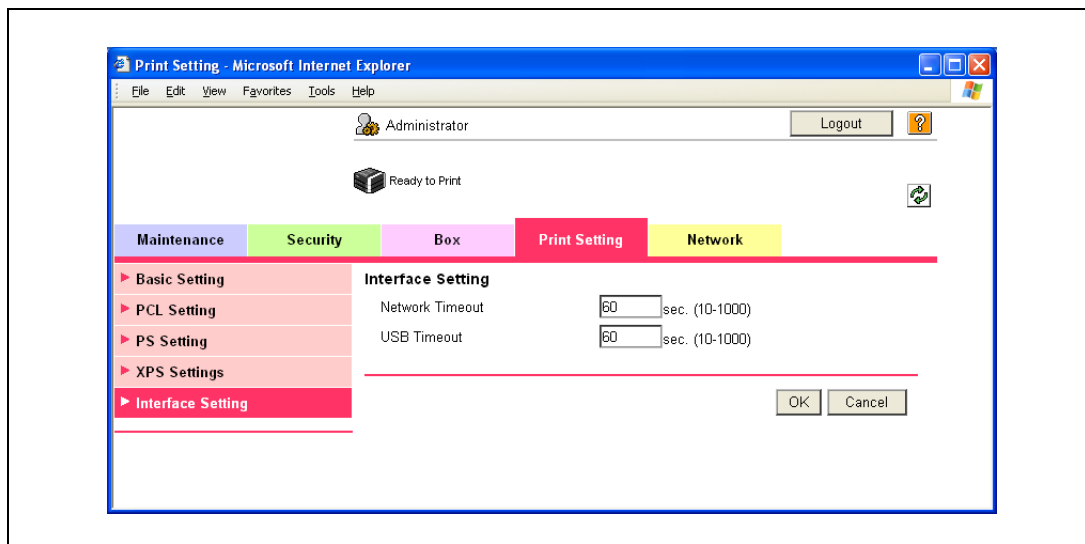 Print Setting - Microsoft Internet Explorer
File Edit View Favorites Tools Help
Administrator
Logout
?
Ready to Print
Maintenance Security Box Print Setting Network
Basic Setting
PCL Setting
PS Setting
XPS Settings
Interface Setting
Interface Setting
Network Timeout 60 sec. (10-1000)
USB Timeout 60 sec. (10-1000)
OK Cancel